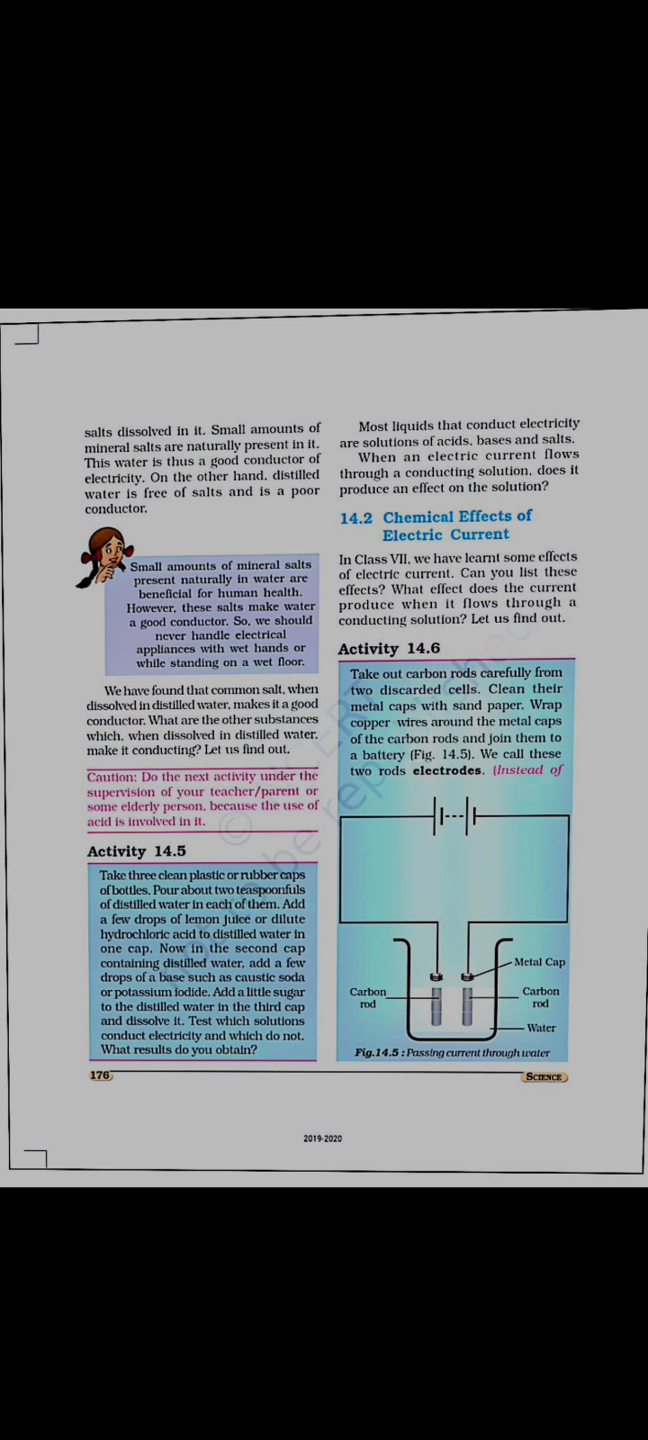 salts dissolved in it. Small amounts of
mineral salts are naturally present in it.
This water is thus a good conductor of
electricity. On the other hand, distilled
water is free of salts and is a poor
conductor.
Small amounts of mineral salts
present naturally in water are
beneficial for human health.
However, these salts make water
a good conductor. So, we should
never handle electrical
appliances with wet hands or
while standing on a wet floor.
We have found that common salt, when
dissolved in distilled water, makes it a good
conductor. What are the other substances
which, when dissolved in distilled water,
make it conducting? Let us find out.
Caution: Do the next activity under the
supervision of your teacher/parent or
some elderly person, because the use of
acid is involved in it.
Activity 14.5
Take three clean plastic or rubber caps
of bottles. Pour about two teaspoonfuls
of distilled water in each of them. Add
a few drops of lemon juice or dilute
hydrochloric acid to distilled water in
one cap. Now in the second cap
containing distilled water, add a few
drops of a base such as caustic soda
or potassium iodide. Add a little sugar
to the distilled water in the third cap
and dissolve it. Test which solutions
conduct electricity and which do not.
What results do you obtain?
Most liquids that conduct electricity
are solutions of acids, bases and salts.
When an electric current flows
through a conducting solution, does it
produce an effect on the solution?
14.2 Chemical Effects of
Electric Current
In Class VII, we have learnt some effects
of electric current. Can you list these
effects? What effect does the current
produce when it flows through a
conducting solution? Let us find out.
Activity 14.6
Take out carbon rods carefully from
two discarded cells. Clean their
metal caps with sand paper. Wrap
copper wires around the metal caps
of the carbon rods and join them to
a battery (Fig. 14.5). We call these
two rods electrodes. (Instead of
Metal Cap
Carbon
rod
Carbon
rod
Water
Fig.14.5 : Passing current through water
176
SCIENCE
2019-2020
© NCERT
not to be republished